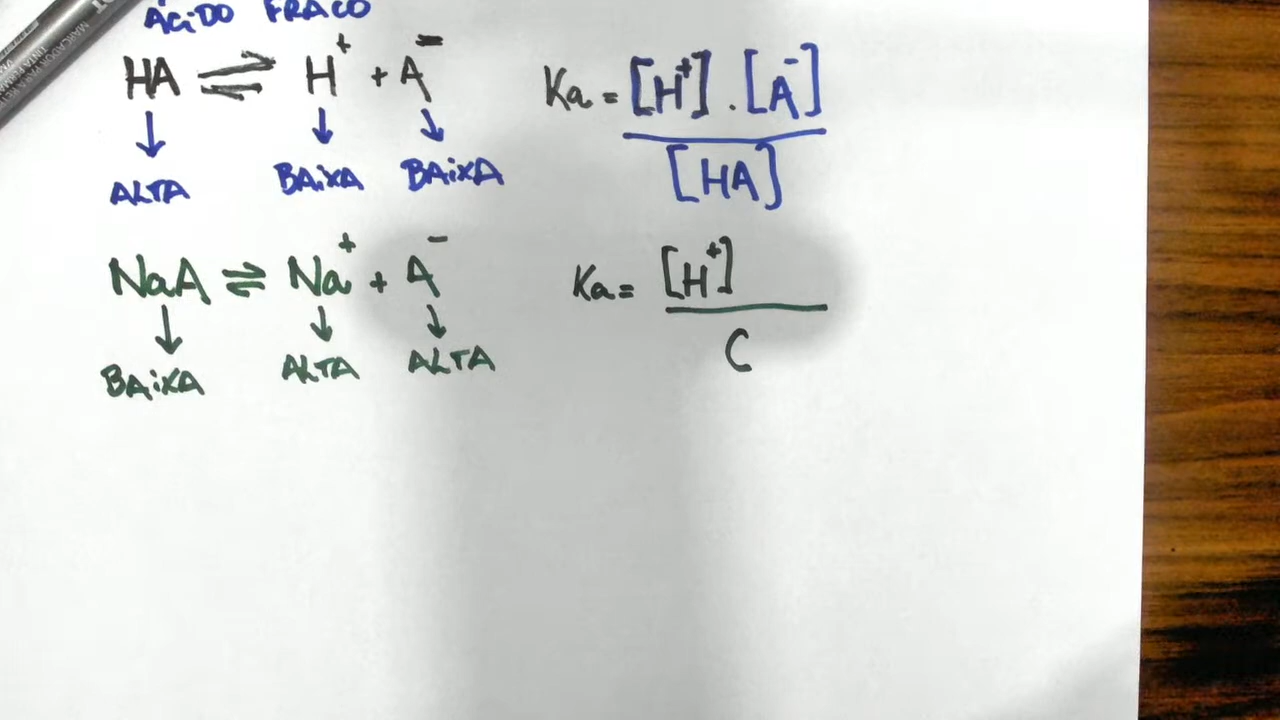 ÁCiDO FRACO
HA ⇌ H⁺ + A⁻
Ka = [H⁺] . [A⁻]
[HA]
↓ ↓ ↓
ALTA BAiXA BAiXA
NaA ⇌ Na⁺ + A⁻
Ka = [H⁺]
C
↓ ↓ ↓
BAiXA ALTA ALTA